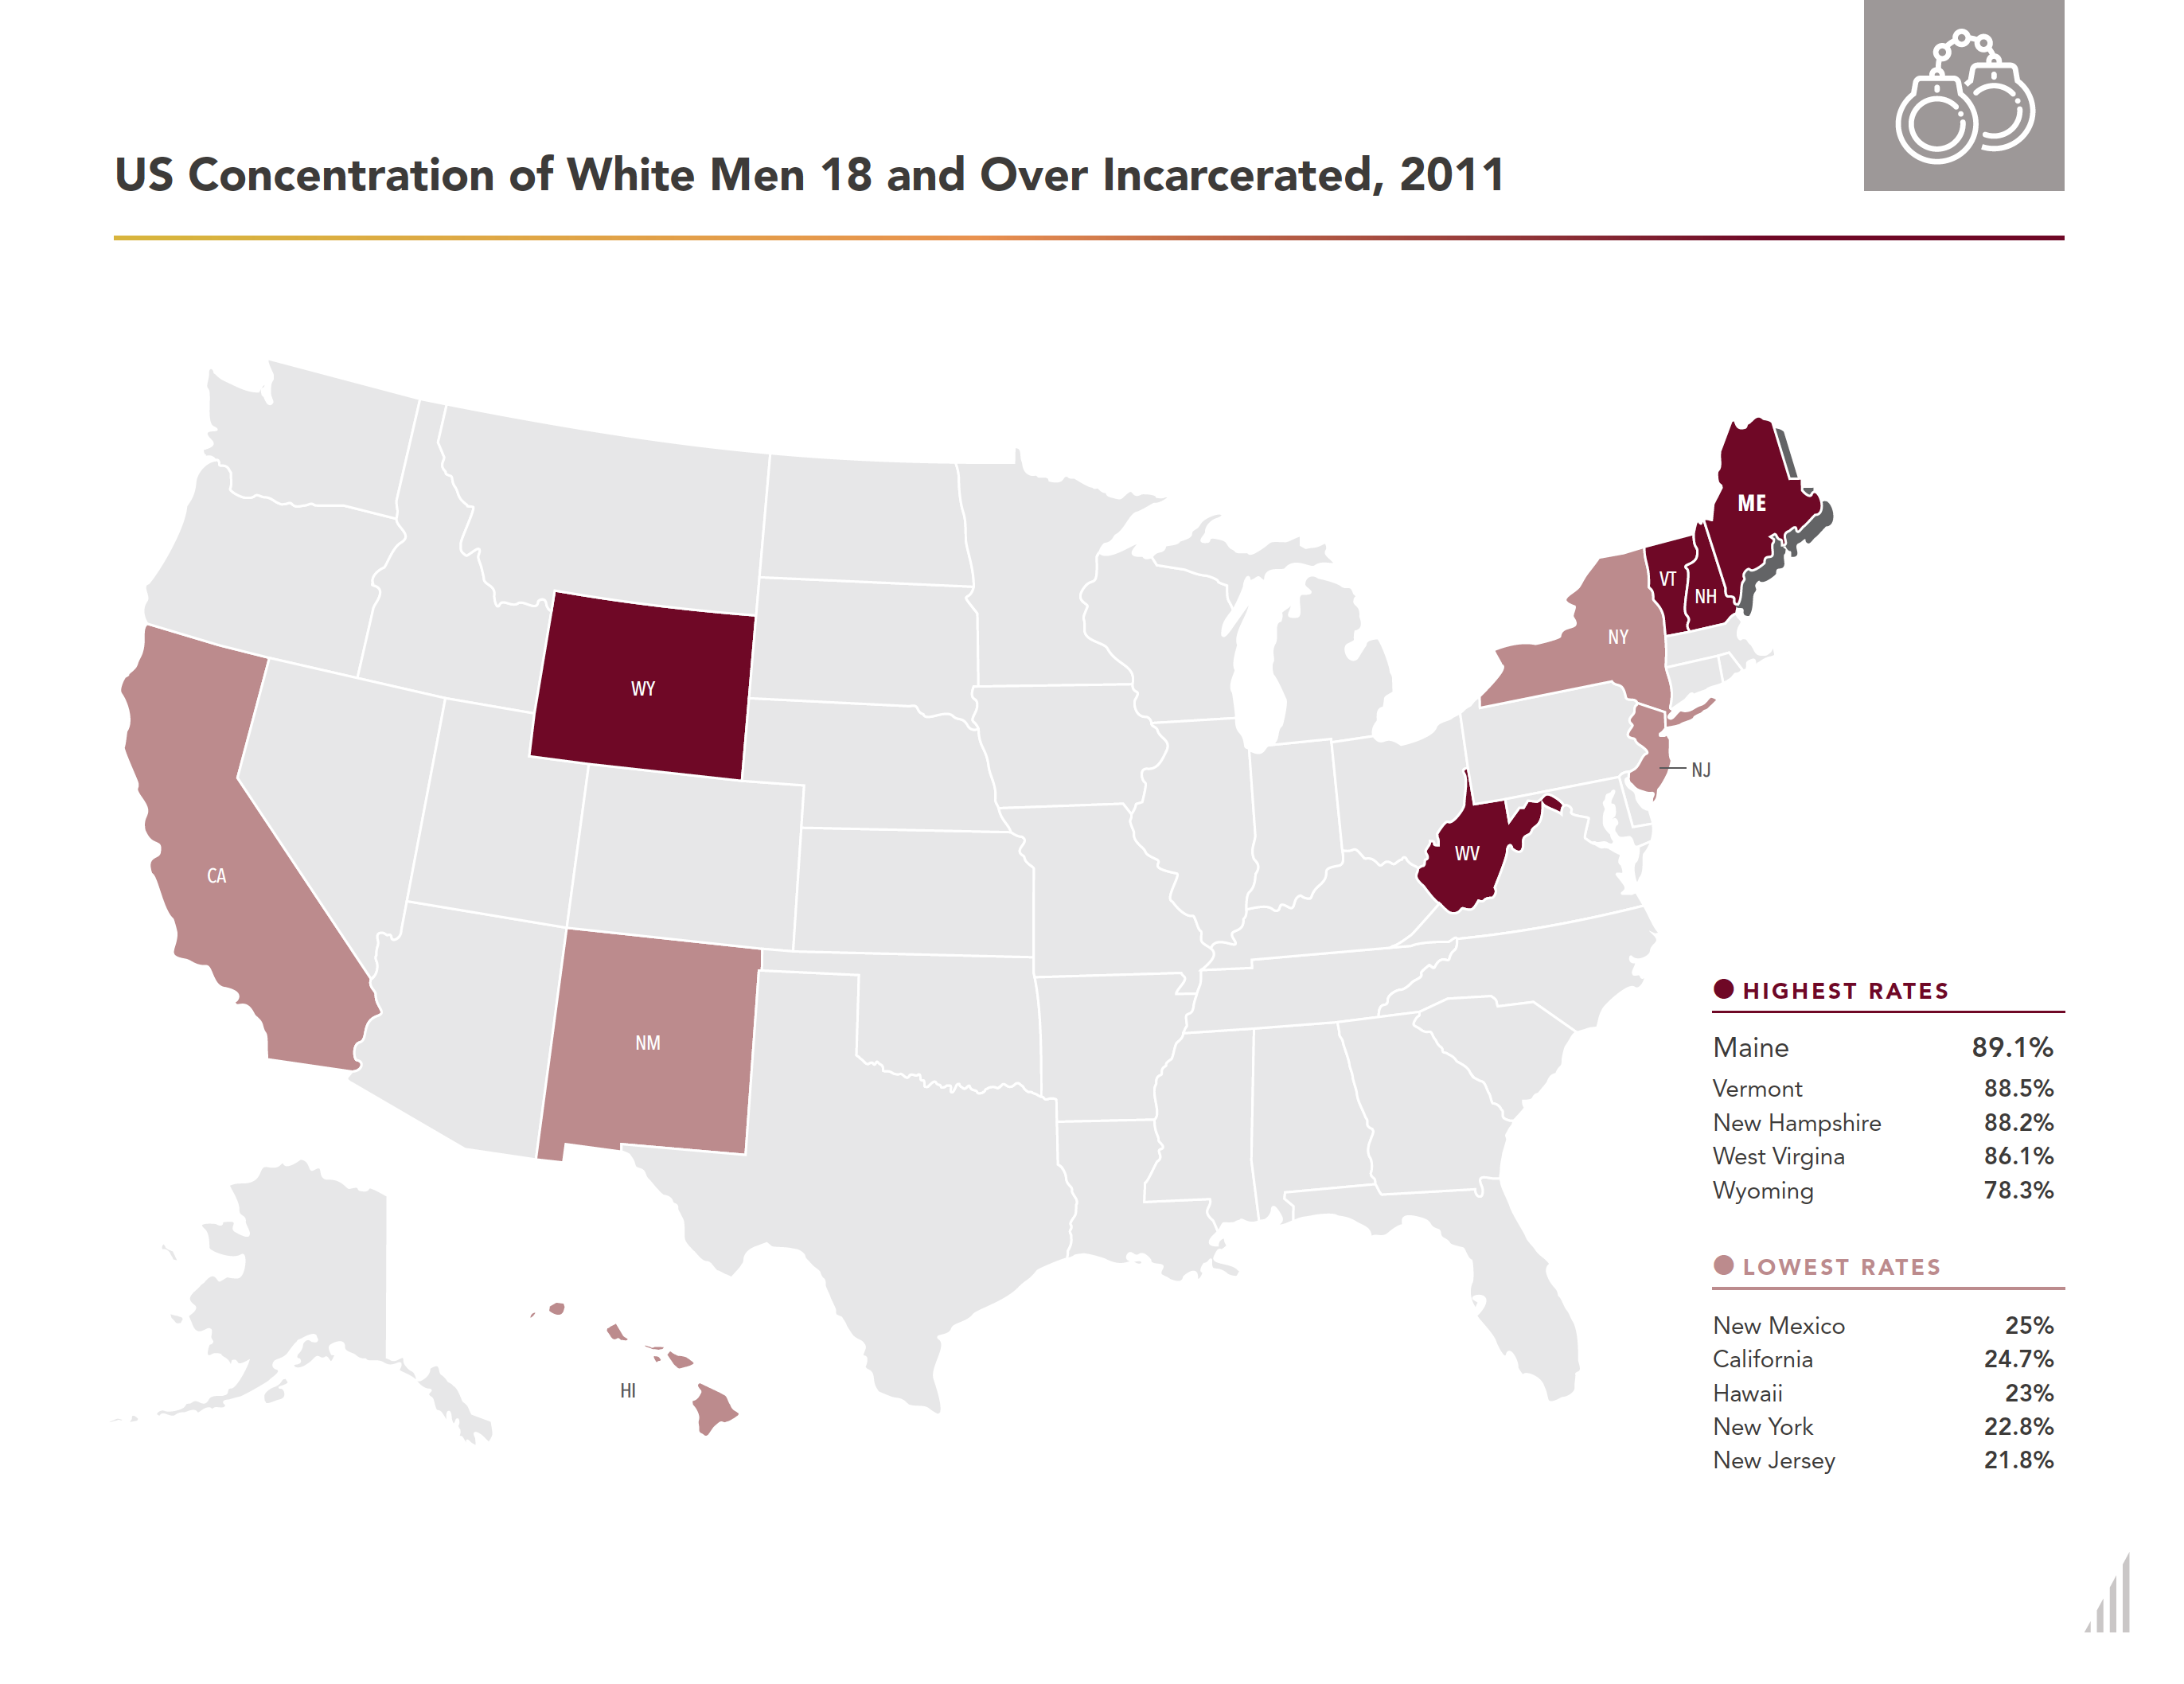 US Concentration of White Men 18 and Over Incarcerated, 2011
ME
VT
NH
NY
WY
NJ
WV
CA
NM
HI
HIGHEST RATES
Maine 89.1%
Vermont 88.5%
New Hampshire 88.2%
West Virgina 86.1%
Wyoming 78.3%
LOWEST RATES
New Mexico 25%
California 24.7%
Hawaii 23%
New York 22.8%
New Jersey 21.8%